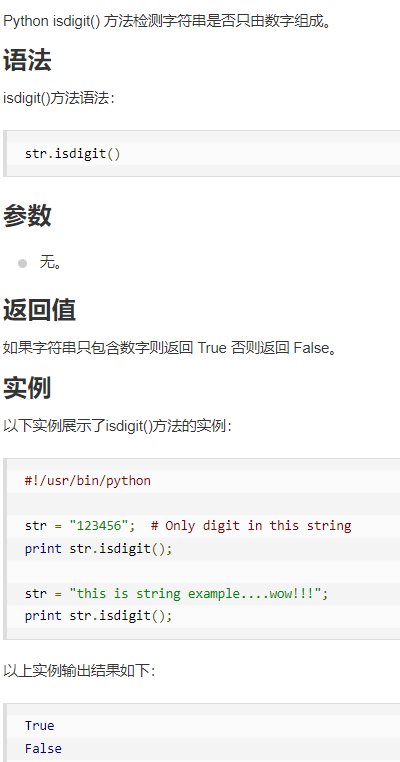 Python isdigit() 方法检测字符串是否只由数字组成。
语法
isdigit()方法语法：
str.isdigit()
参数
无。
返回值
如果字符串只包含数字则返回 True 否则返回 False。
实例
以下实例展示了isdigit()方法的实例：
#!/usr/bin/python
str = "123456";  # Only digit in this string
print str.isdigit();
str = "this is string example....wow!!!";
print str.isdigit();
以上实例输出结果如下：
True
False